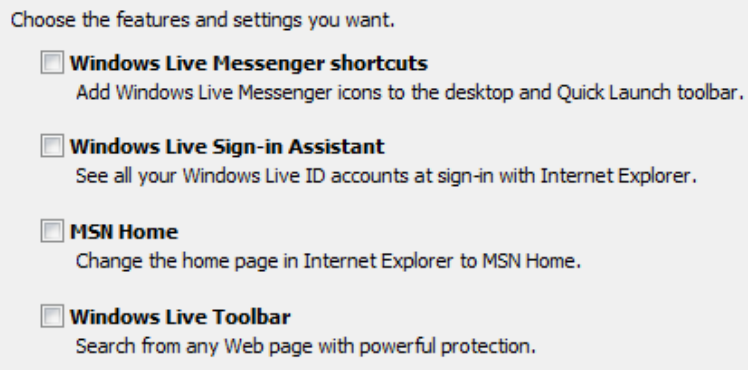 Choose the features and settings you want.
Windows Live Messenger shortcuts
Add Windows Live Messenger icons to the desktop and Quick Launch toolbar.
Windows Live Sign-in Assistant
See all your Windows Live ID accounts at sign-in with Internet Explorer.
MSN Home
Change the home page in Internet Explorer to MSN Home.
Windows Live Toolbar
Search from any Web page with powerful protection.